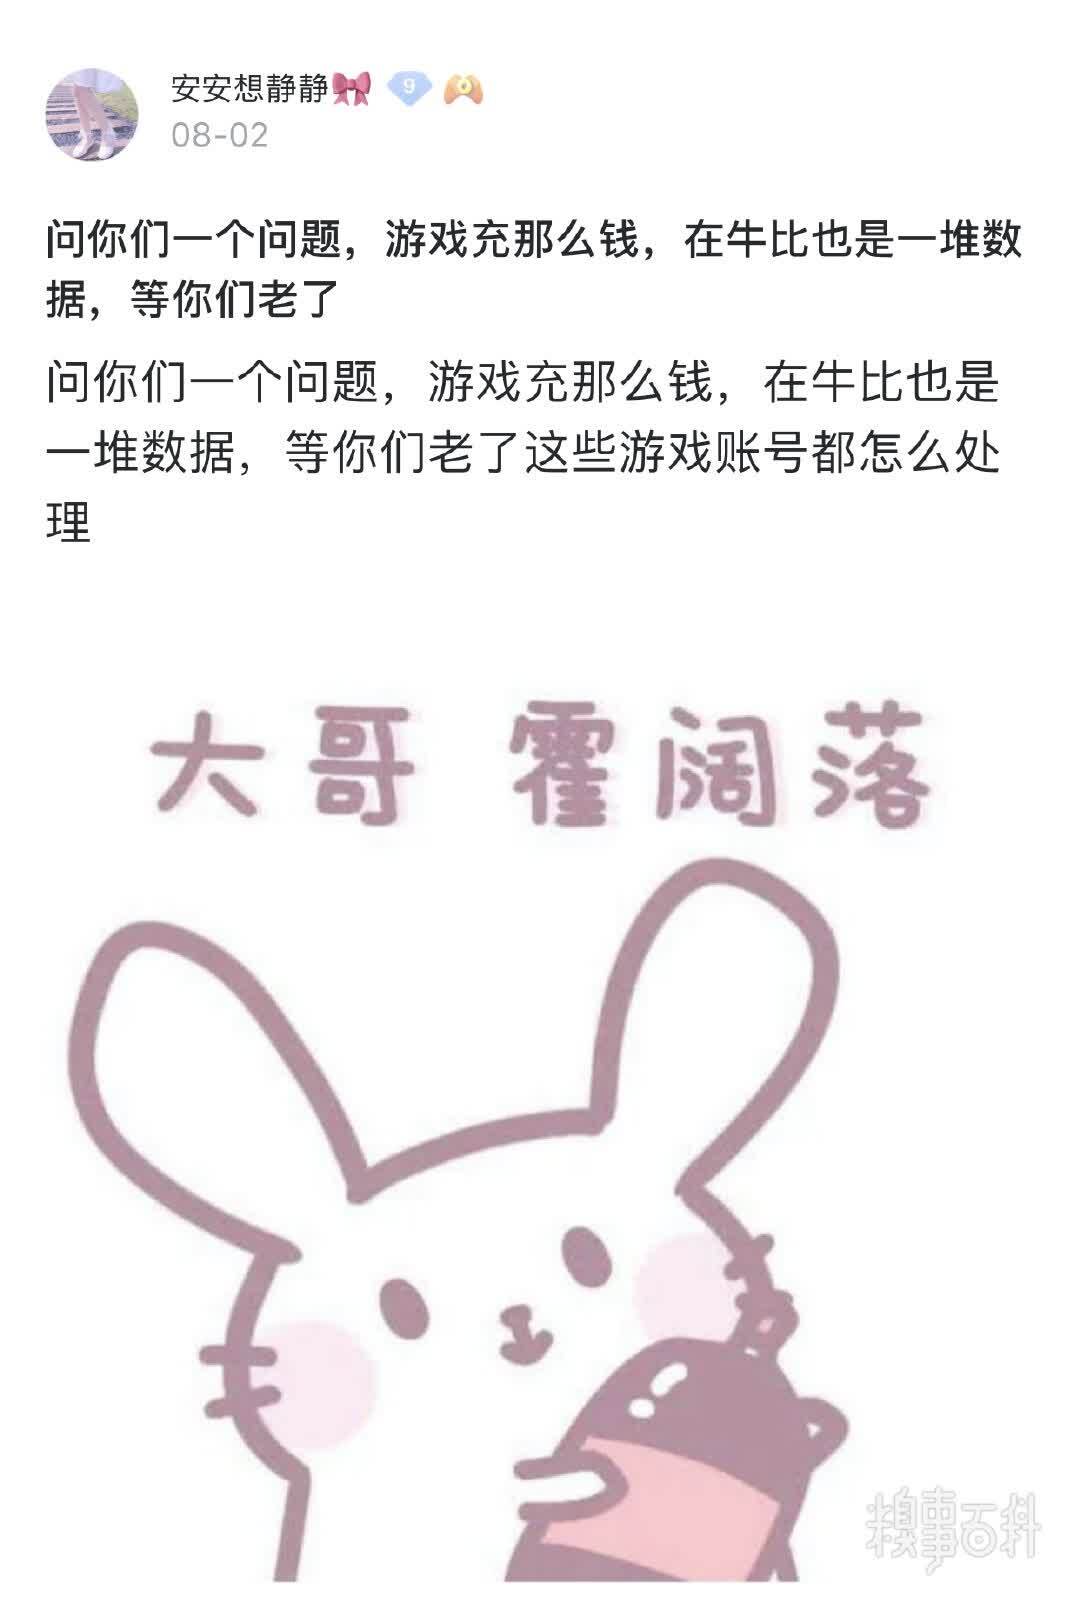 安安想静静
9
08-02
问你们一个问题，游戏充那么钱，在牛比也是一堆数
据，等你们老了
问你们一个问题，游戏充那么钱，在牛比也是
一堆数据，等你们老了这些游戏账号都怎么处
理
大哥 霍阔落
糗事百科